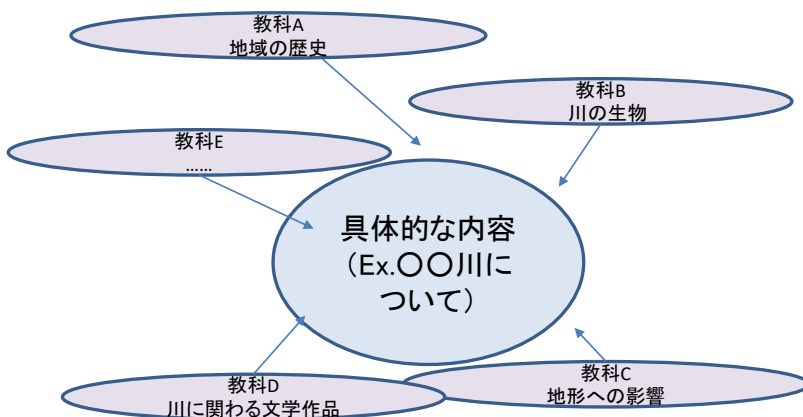 教科A
地域の歴史
教科B
川の生物
教科E
……
具体的な内容
（Ex.〇〇川に
ついて）
教科D
川に関わる文学作品
教科C
地形への影響